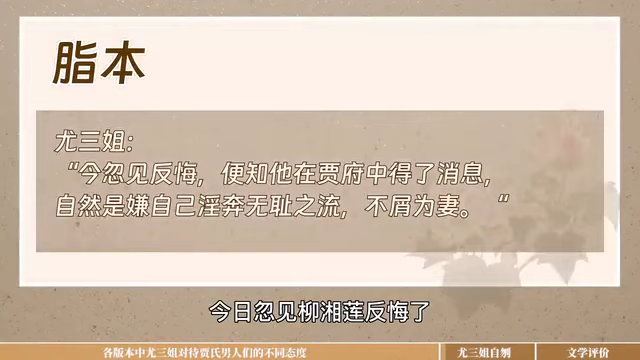 脂本
尤三姐：
“今忽见反悔，便知他在贾府中得了消息，
自然是嫌自己淫奔无耻之流，不屑为妻。“
今日忽见柳湘莲反悔了
各版本中尤三姐对待贾氏男人们的不同态度
尤三姐自刎
文学评价